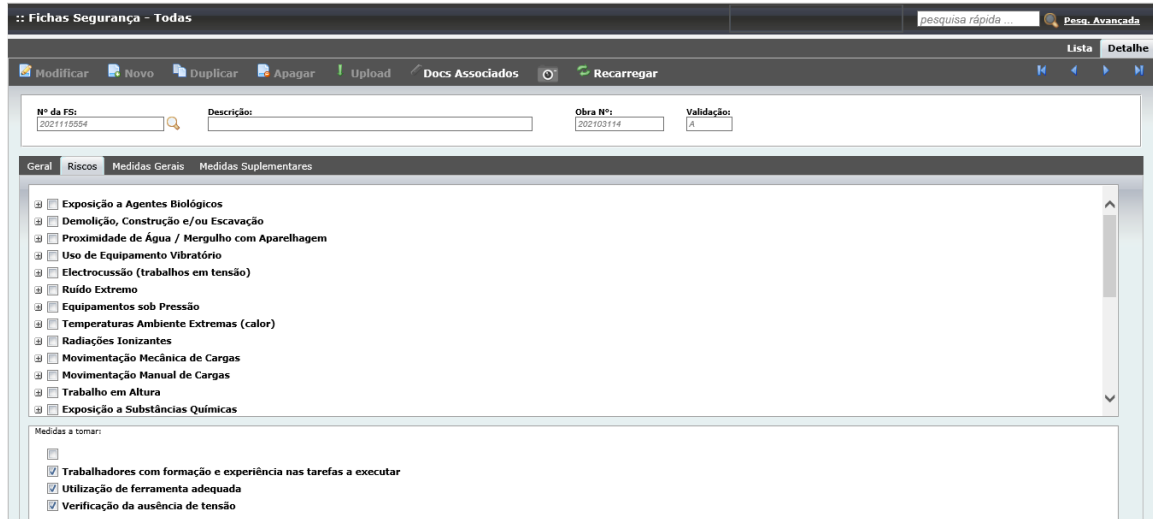 :: Fichas Segurança - Todas
pesquisa rápida ...
Pesq. Avançada
Lista Detalhe
Modificar Novo Duplicar Apagar Upload Docs Associados Recarregar
Nº da FS: Descrição: Obra Nº: Validação:
2021115554 202103114 A
Geral Riscos Medidas Gerais Medidas Suplementares
Exposição a Agentes Biológicos
Demolição, Construção e/ou Escavação
Proximidade de Água / Mergulho com Aparelhagem
Uso de Equipamento Vibratório
Electrocussão (trabalhos em tensão)
Ruído Extremo
Equipamentos sob Pressão
Temperaturas Ambiente Extremas (calor)
Radiações Ionizantes
Movimentação Mecânica de Cargas
Movimentação Manual de Cargas
Trabalho em Altura
Exposição a Substâncias Químicas
Medidas a tomar:
Trabalhadores com formação e experiência nas tarefas a executar
Utilização de ferramenta adequada
Verificação da ausência de tensão